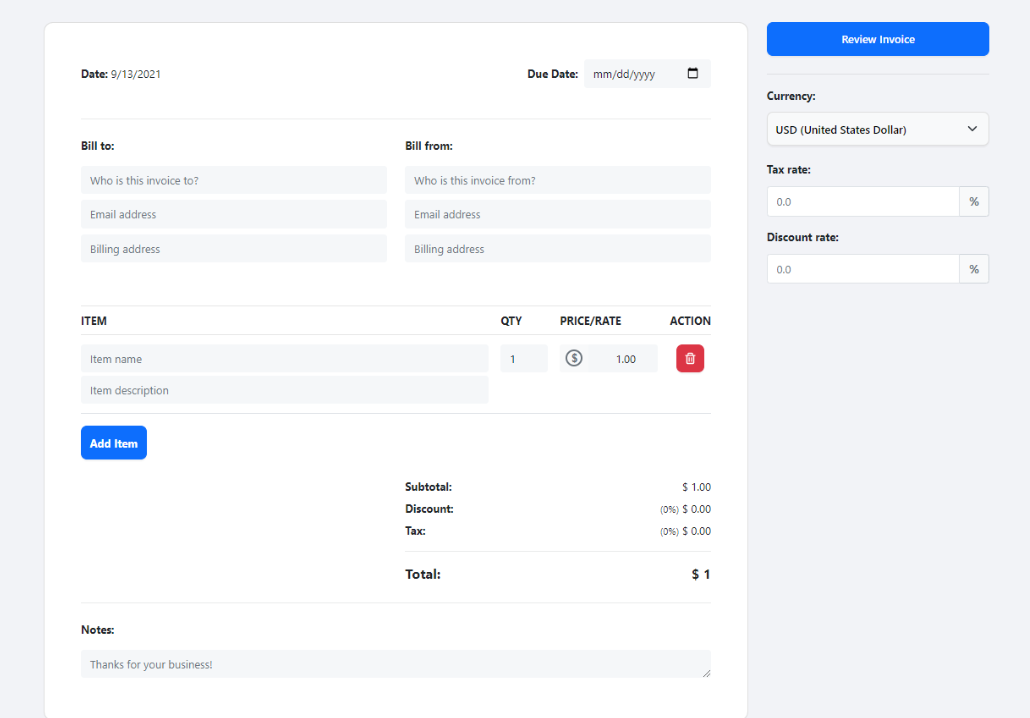 Review Invoice
Date: 9/13/2021
Due Date: mm/dd/yyyy
Currency:
USD (United States Dollar)
Bill to:
Bill from:
Tax rate:
Who is this invoice to?
Who is this invoice from?
0.0 %
Email address
Email address
Discount rate:
Billing address
Billing address
0.0 %
ITEM QTY PRICE/RATE ACTION
Item name 1 $ 1.00
Item description
Add Item
Subtotal: $ 1.00
Discount: (0%) $ 0.00
Tax: (0%) $ 0.00
Total: $ 1
Notes:
Thanks for your business!